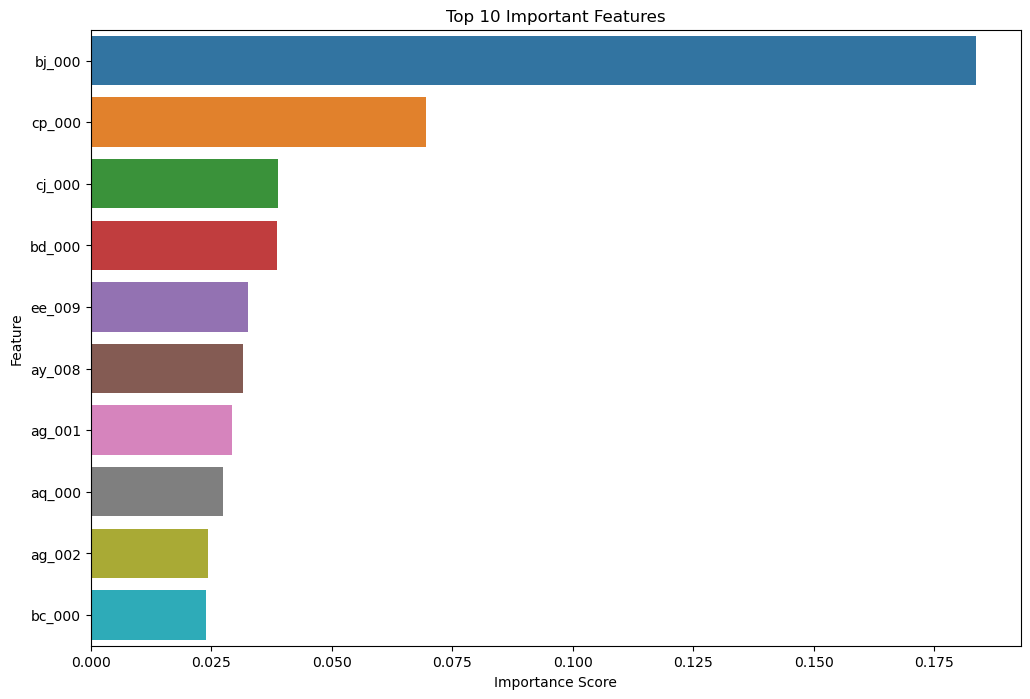 Top 10 Important Features
Feature
bj_000
cp_000
cj_000
bd_000
ee_009
ay_008
ag_001
aq_000
ag_002
bc_000
0.000 0.025 0.050 0.075 0.100 0.125 0.150 0.175
Importance Score